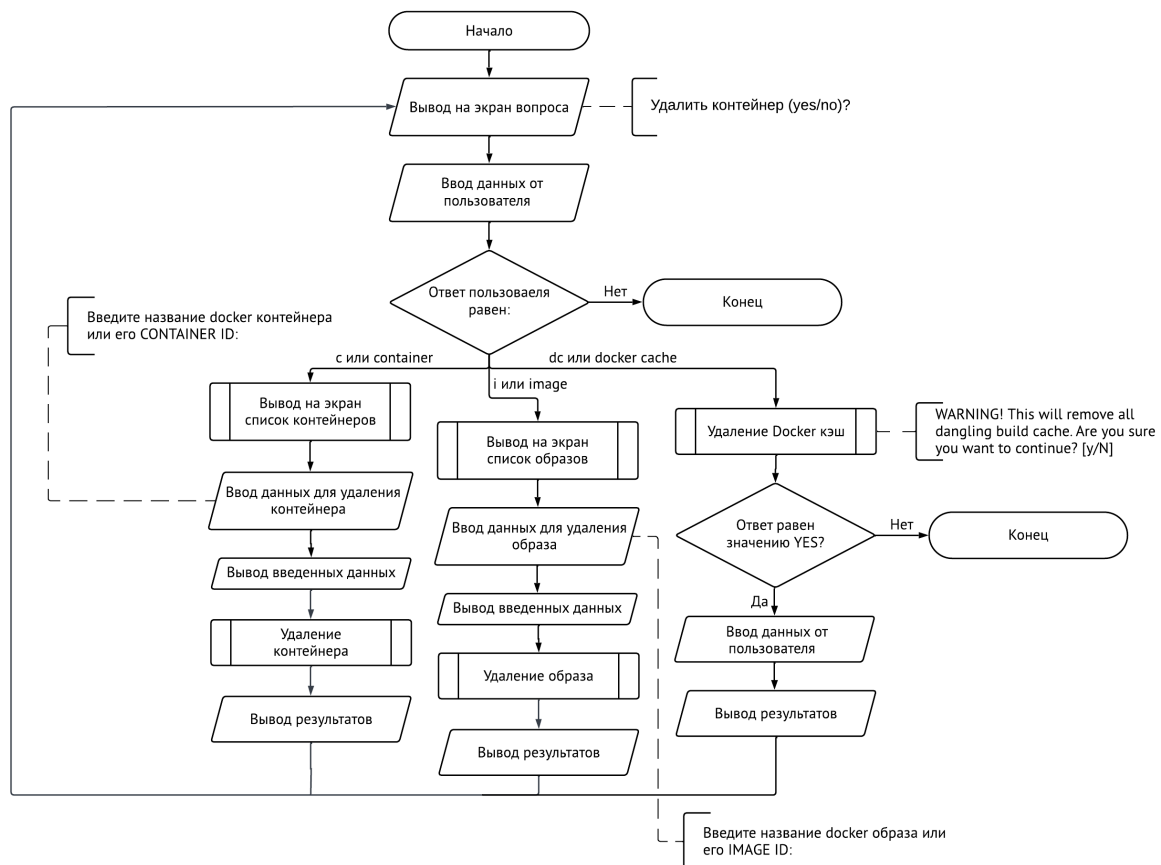 Начало
Вывод на экран вопроса
Удалить контейнер (yes/no)?
Ввод данных от
пользователя
Ответ пользоваеля
равен:
Нет
Конец
Введите название docker контейнера
или его CONTAINER ID:
с или container
i или image
dc или docker cache
Вывод на экран
список контейнеров
Ввод данных для удаления
контейнера
Вывод введенных данных
Удаление
контейнера
Вывод результатов
Вывод на экран
список образов
Ввод данных для удаления
образа
Вывод введенных данных
Удаление образа
Вывод результатов
Удаление Docker кэш
WARNING! This will remove all
dangling build cache. Are you sure
you want to continue? [y/N]
Ответ равен
значению YES?
Нет
Конец
Да
Ввод данных от
пользователя
Вывод результатов
Введите название docker образа или
его IMAGE ID: